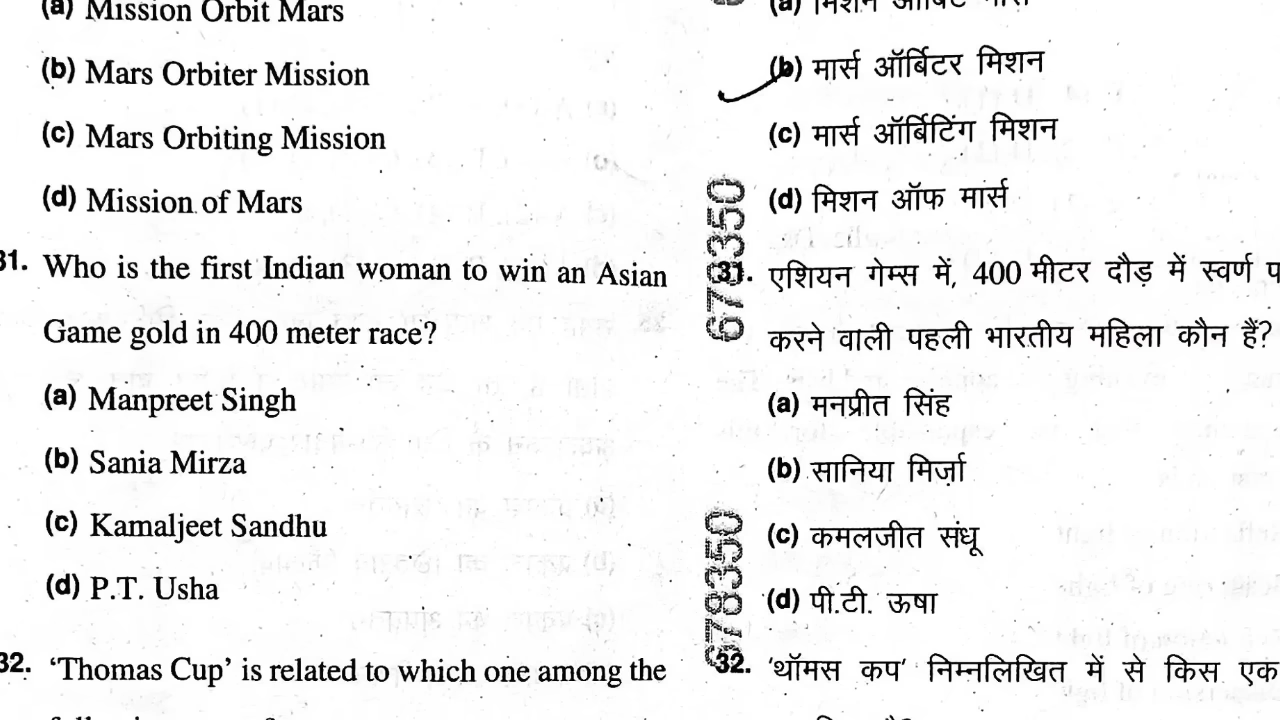 (a) Mission Orbit Mars
(b) Mars Orbiter Mission
(c) Mars Orbiting Mission
(d) Mission of Mars
31. Who is the first Indian woman to win an Asian
Game gold in 400 meter race?
(a) Manpreet Singh
(b) Sania Mirza
(c) Kamaljeet Sandhu
(d) P.T. Usha
32. ‘Thomas Cup’ is related to which one among the
(a) मिशन ऑर्बिट मार्स
(b) मार्स ऑर्बिटर मिशन
(c) मार्स ऑर्बिटिंग मिशन
(d) मिशन ऑफ मार्स
31. एशियन गेम्स में, 400 मीटर दौड़ में स्वर्ण
करने वाली पहली भारतीय महिला कौन हैं?
(a) मनप्रीत सिंह
(b) सानिया मिर्ज़ा
(c) कमलजीत संधू
(d) पी.टी. ऊषा
32. 'थॉमस कप' निम्नलिखित में से किस एक
678350
678350